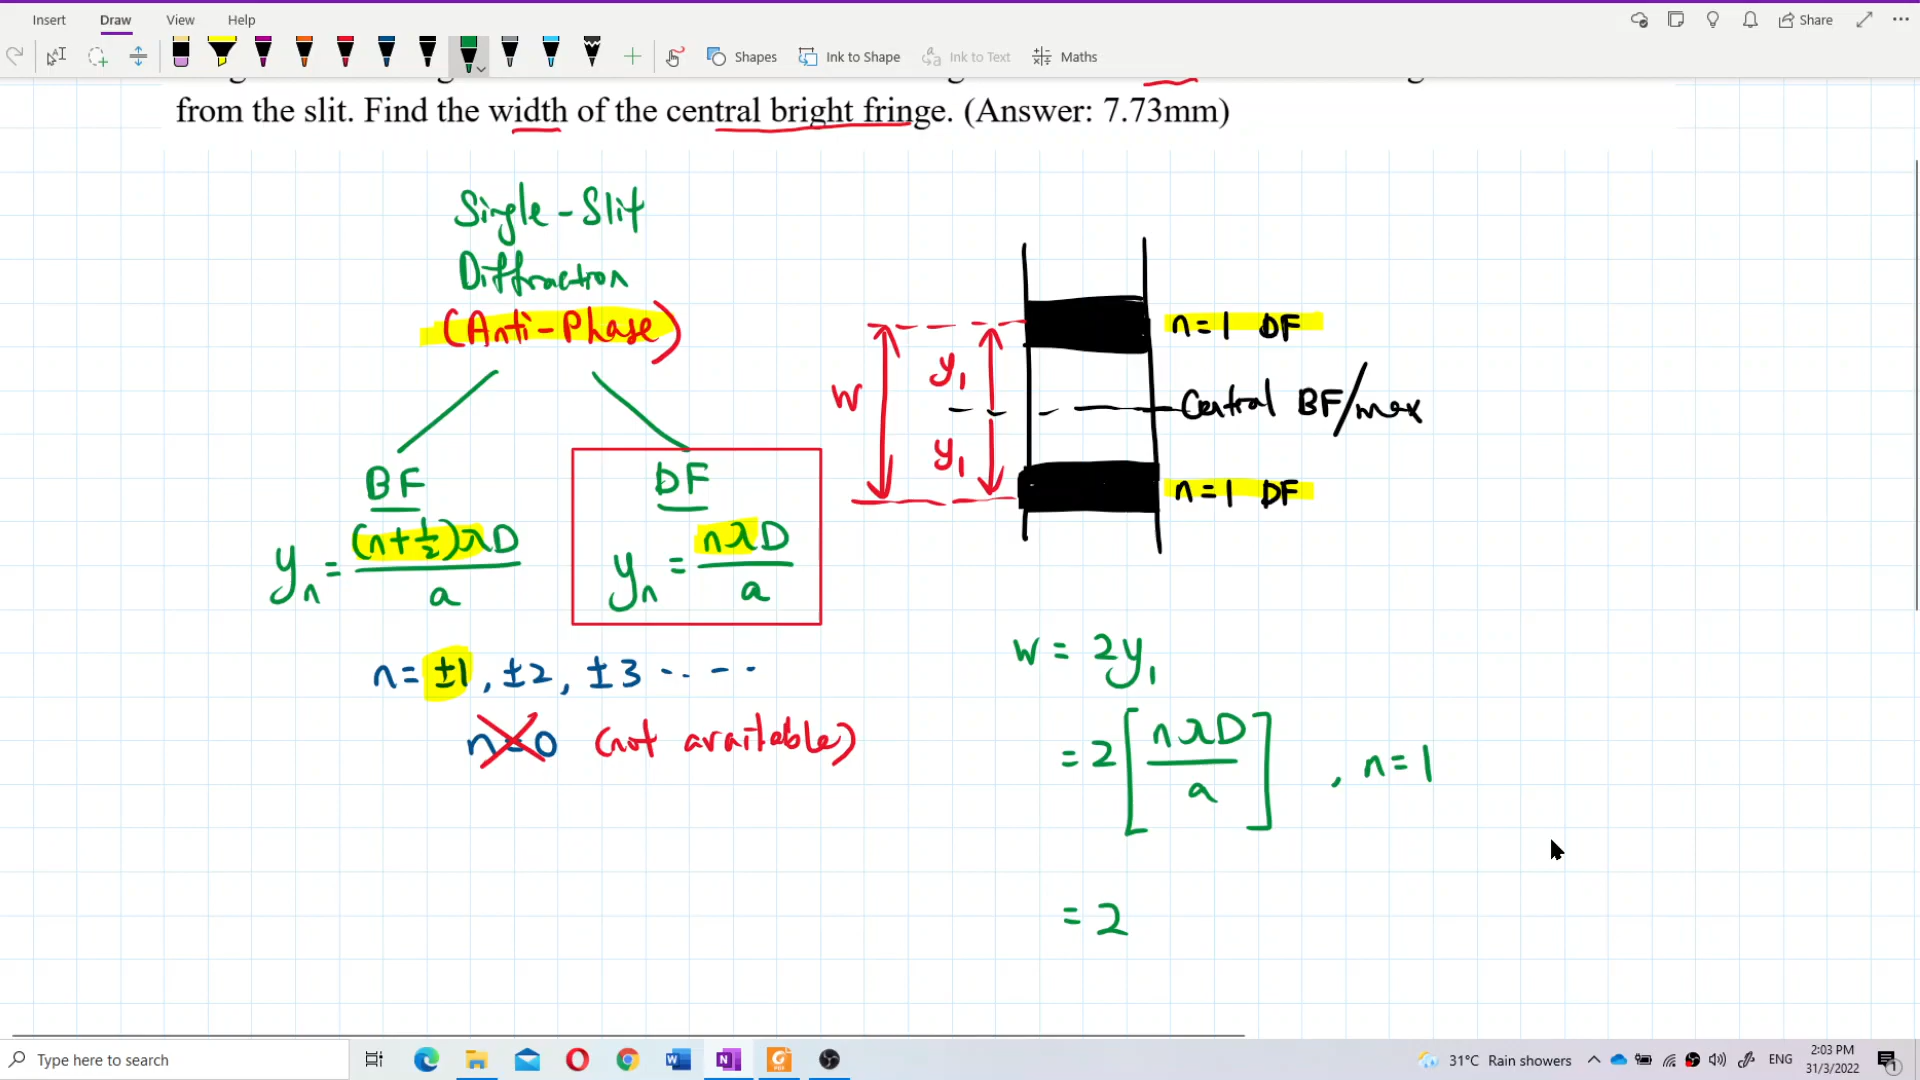 Insert Draw View Help
Share
Shapes Ink to Shape Ink to Text Maths
from the slit. Find the width of the central bright fringe. (Answer: 7.73mm)
Single-Slit
Diffraction
(Anti-Phase)
BF
yₙ = (n+½)λD / a
DF
yₙ = nλD / a
n = ±1, ±2, ±3 .....
n=0 (not available)
n=1 DF
W
y₁
Central BF/max
y₁
n=1 DF
W = 2y₁
= 2[nλD / a] , n=1
= 2
Type here to search
31°C Rain showers
ENG
2:03 PM
31/3/2022
1